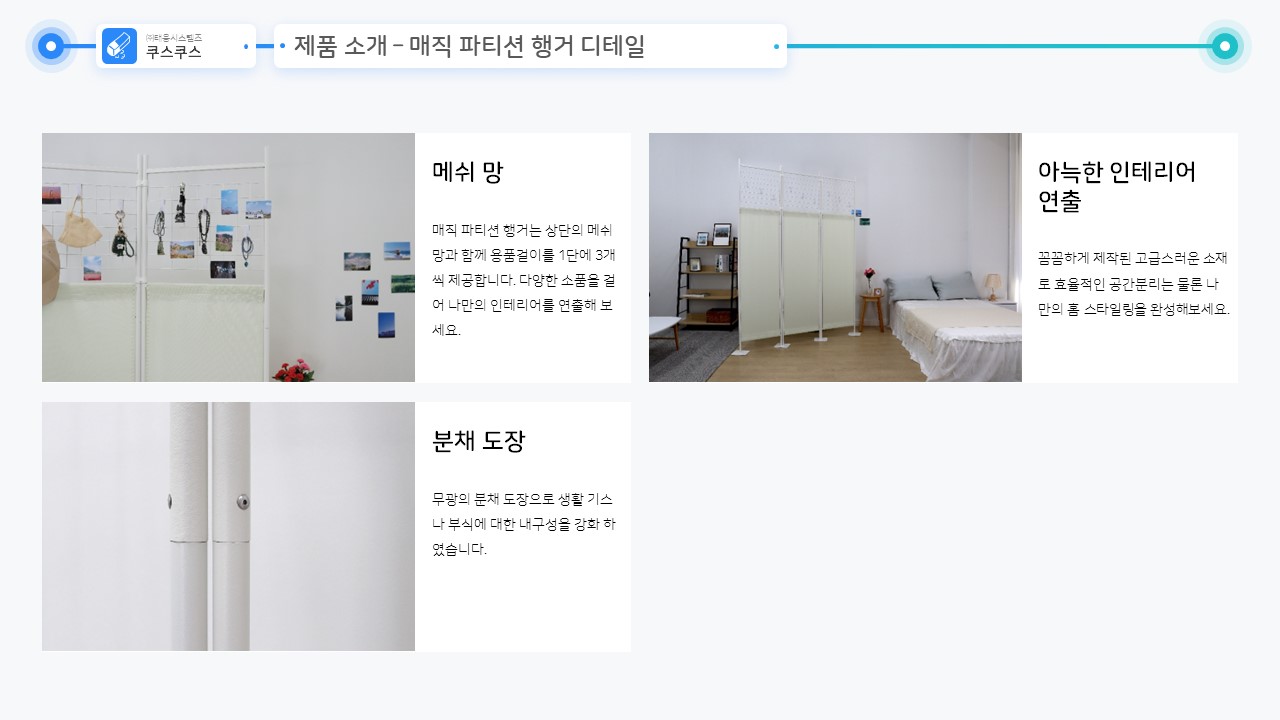 ㈜태웅시스템즈
쿠스쿠스
제품 소개 – 매직 파티션 행거 디테일
메쉬 망
매직 파티션 행거는 상단의 메쉬
망과 함께 용품걸이를 1단에 3개
씩 제공합니다. 다양한 소품을 걸
어 나만의 인테리어를 연출해 보
세요.
아늑한 인테리어
연출
꼼꼼하게 제작된 고급스러운 소재
로 효율적인 공간분리는 물론 나
만의 홈 스타일링을 완성해보세요.
분채 도장
무광의 분채 도장으로 생활 기스
나 부식에 대한 내구성을 강화 하
였습니다.